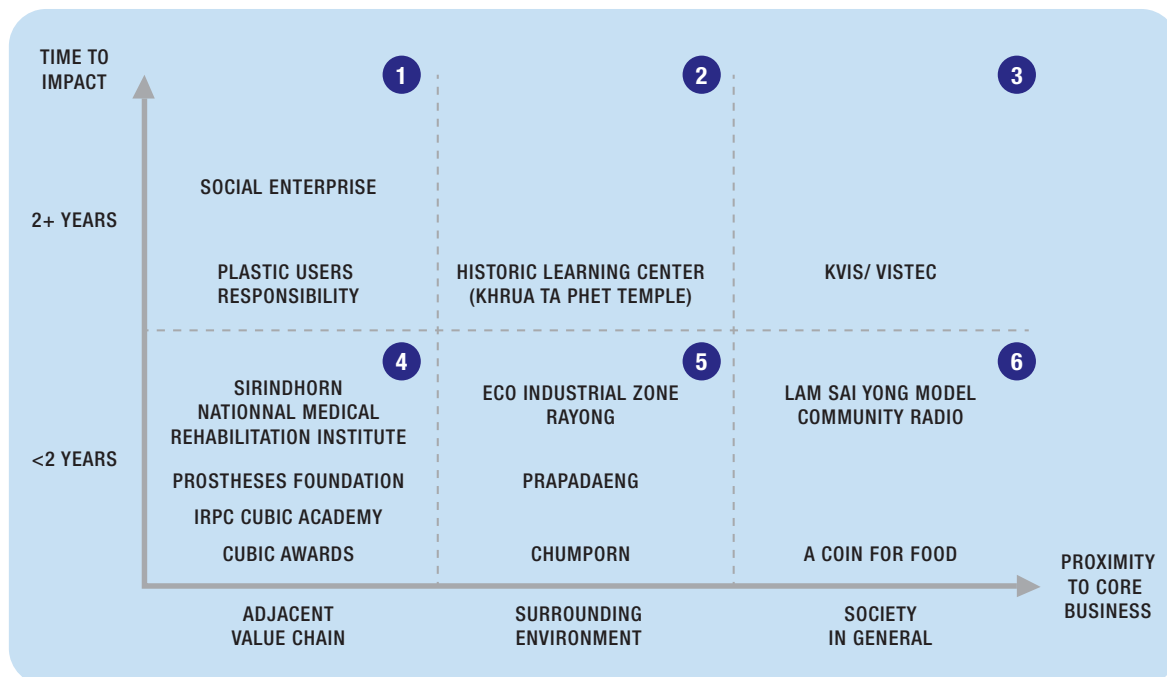 TIME TO
IMPACT
1
2
3
SOCIAL ENTERPRISE
2+ YEARS
PLASTIC USERS
RESPONSIBILITY
HISTORIC LEARNING CENTER
(KHRUA TA PHET TEMPLE)
KVIS/ VISTEC
4
5
6
SIRINDHORN
NATIONNAL MEDICAL
REHABILITATION INSTITUTE
ECO INDUSTRIAL ZONE
RAYONG
LAM SAI YONG MODEL
COMMUNITY RADIO
<2 YEARS
PROSTHESES FOUNDATION
PRAPADAENG
IRPC CUBIC ACADEMY
CUBIC AWARDS
CHUMPORN
A COIN FOR FOOD
PROXIMITY
TO CORE
BUSINESS
ADJACENT
VALUE CHAIN
SURROUNDING
ENVIRONMENT
SOCIETY
IN GENERAL